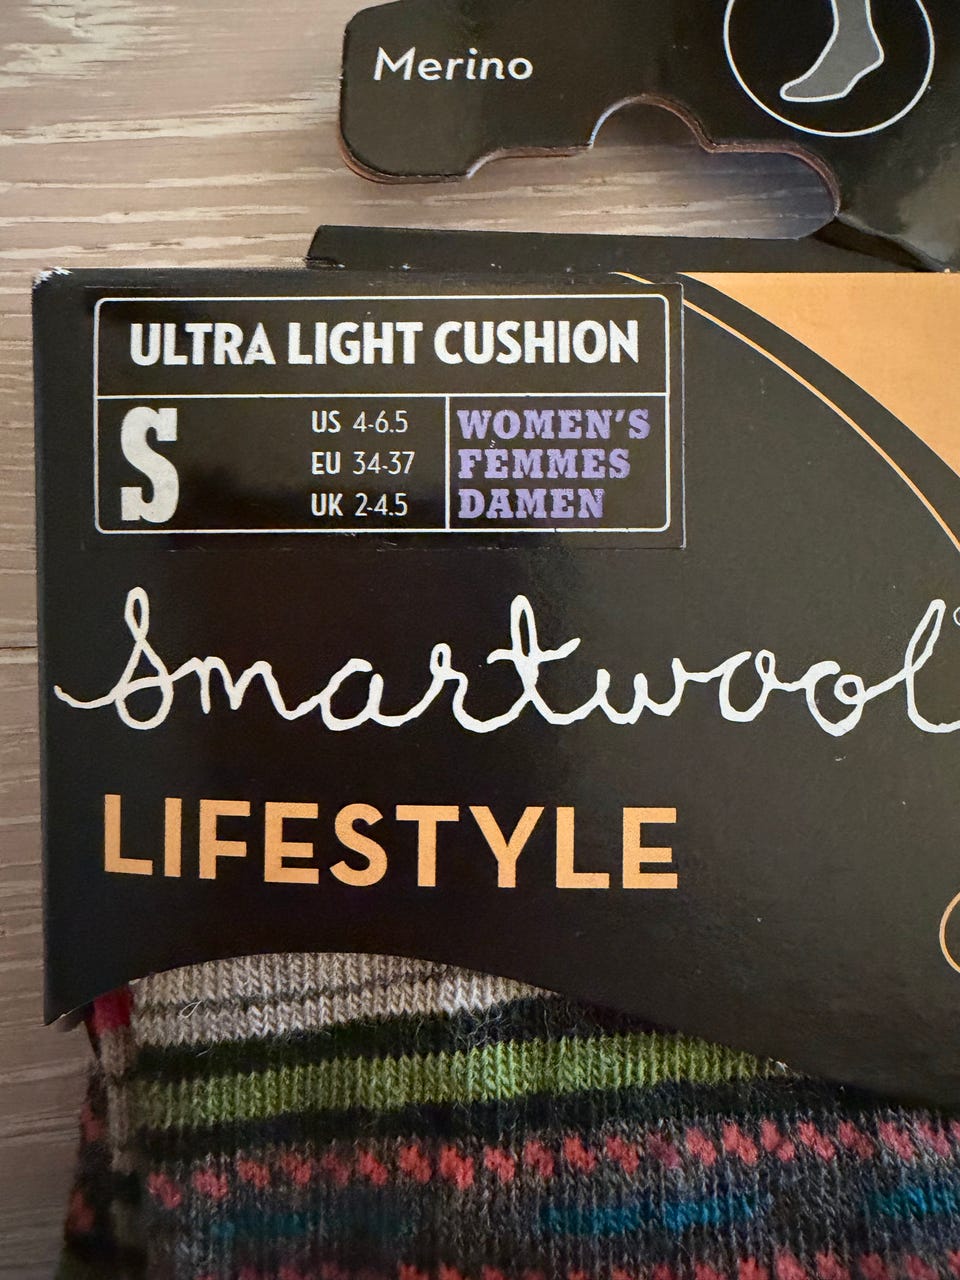 Merino
ULTRA LIGHT CUSHION
S
US 4-6.5
EU 34-37
UK 2-4.5
WOMEN'S
FEMMES
DAMEN
Smartwool
LIFESTYLE